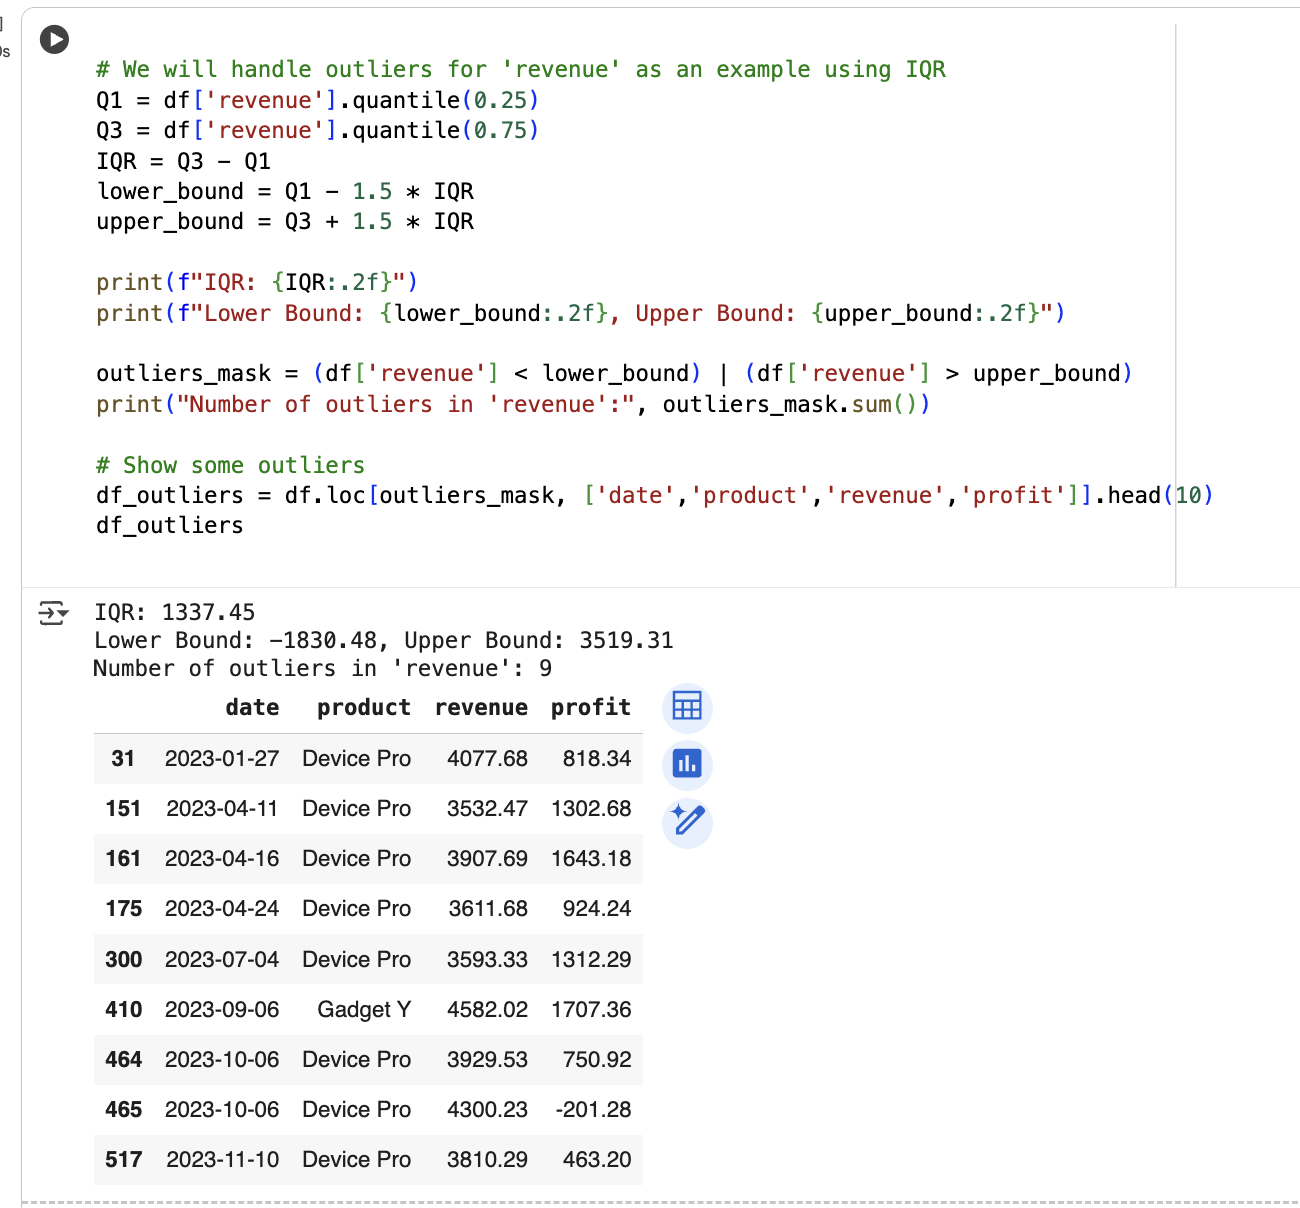 ]
0s
# We will handle outliers for 'revenue' as an example using IQR
Q1 = df['revenue'].quantile(0.25)
Q3 = df['revenue'].quantile(0.75)
IQR = Q3 - Q1
lower_bound = Q1 - 1.5 * IQR
upper_bound = Q3 + 1.5 * IQR
print(f"IQR: {IQR:.2f}")
print(f"Lower Bound: {lower_bound:.2f}, Upper Bound: {upper_bound:.2f}")
outliers_mask = (df['revenue'] < lower_bound) | (df['revenue'] > upper_bound)
print("Number of outliers in 'revenue':", outliers_mask.sum())
# Show some outliers
df_outliers = df.loc[outliers_mask, ['date','product','revenue','profit']].head(10)
df_outliers
IQR: 1337.45
Lower Bound: -1830.48, Upper Bound: 3519.31
Number of outliers in 'revenue': 9
date product revenue profit
31 2023-01-27 Device Pro 4077.68 818.34
151 2023-04-11 Device Pro 3532.47 1302.68
161 2023-04-16 Device Pro 3907.69 1643.18
175 2023-04-24 Device Pro 3611.68 924.24
300 2023-07-04 Device Pro 3593.33 1312.29
410 2023-09-06 Gadget Y 4582.02 1707.36
464 2023-10-06 Device Pro 3929.53 750.92
465 2023-10-06 Device Pro 4300.23 -201.28
517 2023-11-10 Device Pro 3810.29 463.20